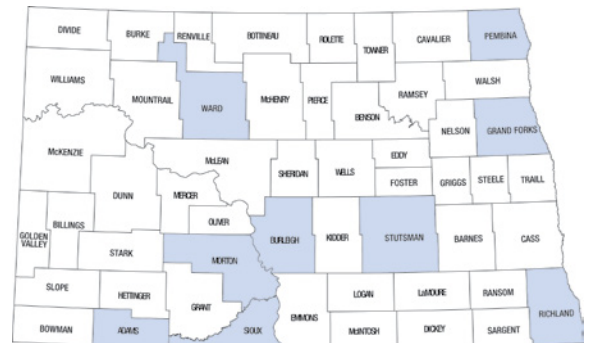 DIVIDE
BURKE
RENVILLE
BOTTINEAU
ROLETTE
TOWNER
CAVALIER
PEMBINA
WILLIAMS
MOUNTRAIL
WARD
McHENRY
PIERCE
BENSON
RAMSEY
WALSH
NELSON
GRAND FORKS
McKENZIE
DUNN
MERCER
McLEAN
OLIVER
SHERIDAN
WELLS
EDDY
FOSTER
GRIGGS
STEELE
TRAILL
GOLDEN
VALLEY
BILLINGS
STARK
MORTON
BURLEIGH
KIDDER
STUTSMAN
BARNES
CASS
SLOPE
HETTINGER
GRANT
EMMONS
LOGAN
LaMOURE
RANSOM
RICHLAND
BOWMAN
ADAMS
SIOUX
McINTOSH
DICKEY
SARGENT